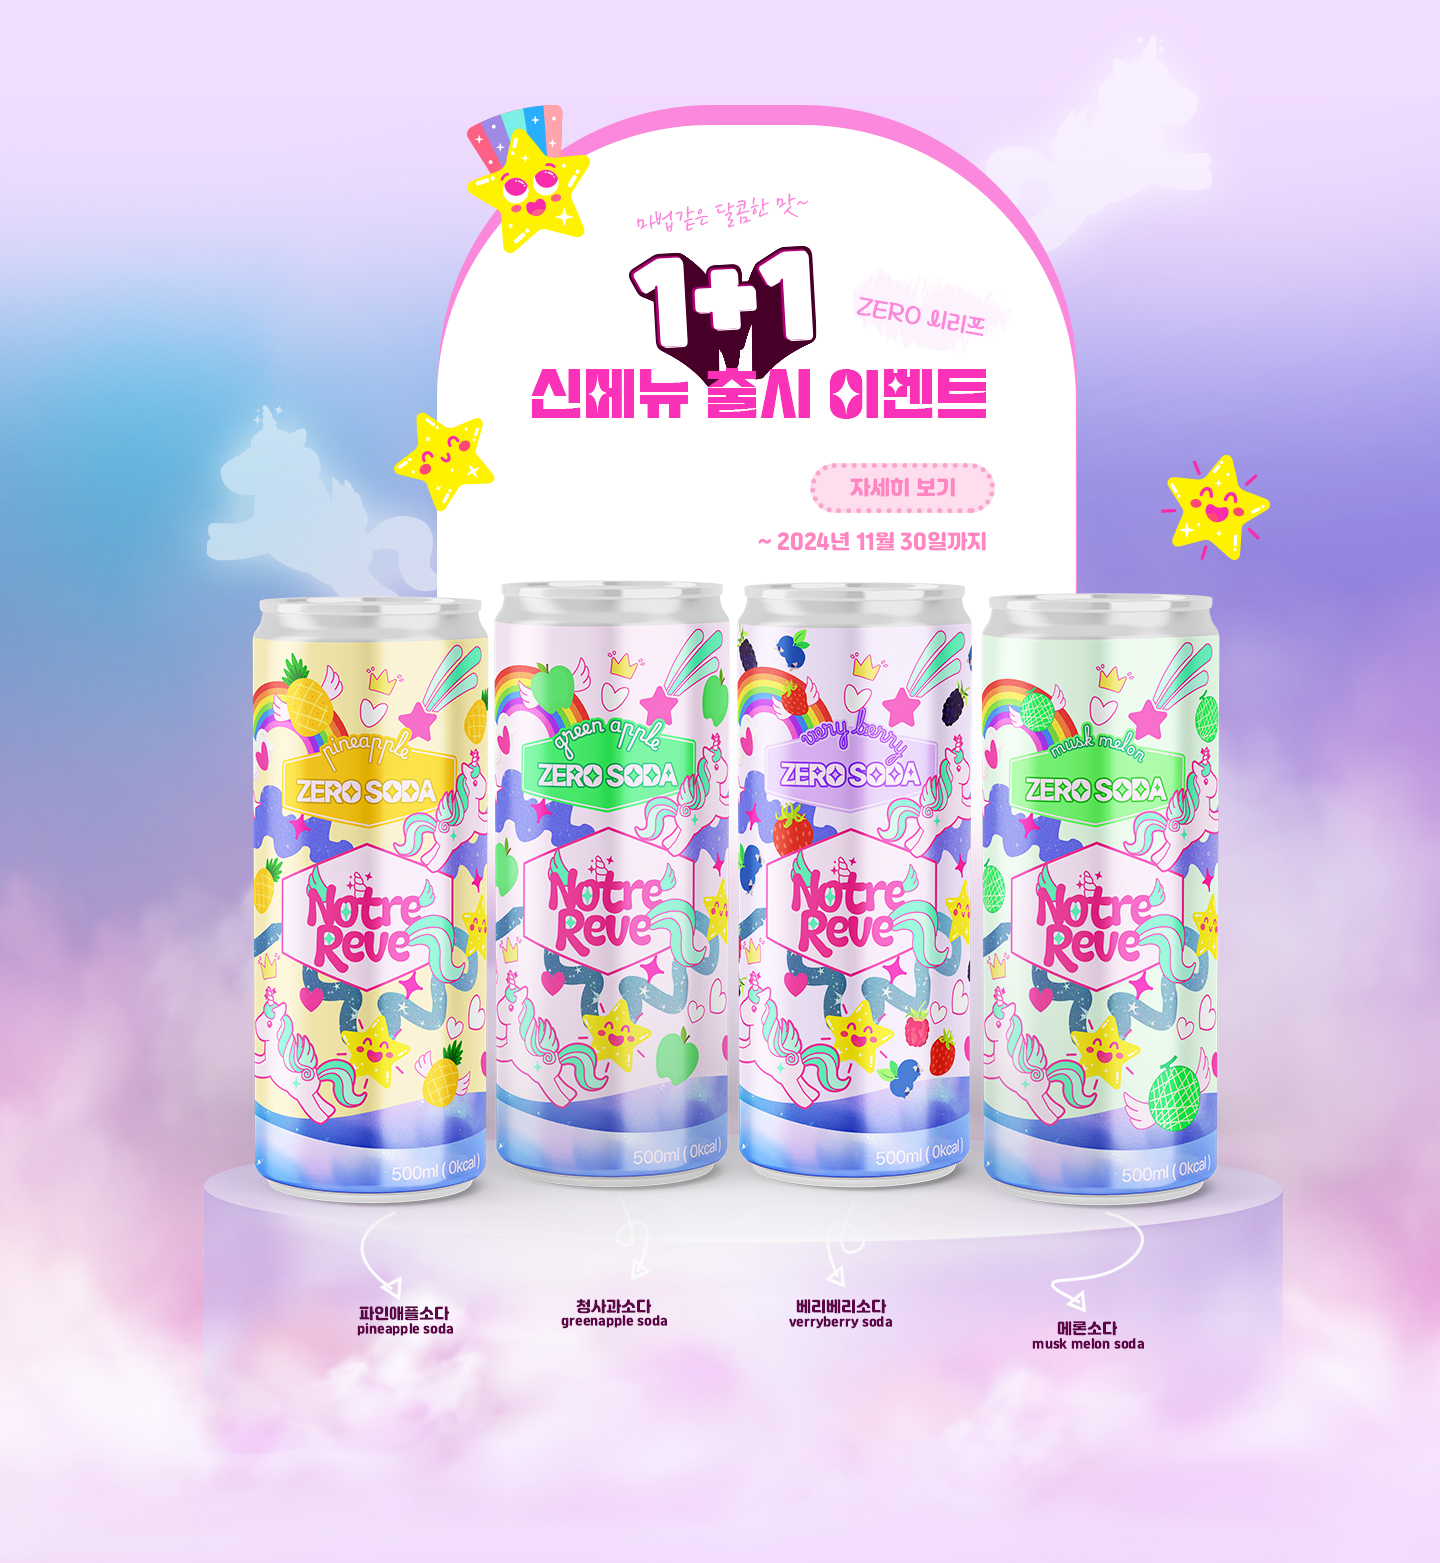 마법같은 달콤한 맛~
1+1
ZERO 시리프
신메뉴 출시 이벤트
자세히 보기
~ 2024년 11월 30일까지
pineapple
ZERO SODA
Notre
Reve
500ml ( 0kcal )
green apple
ZERO SODA
Notre
Reve
500ml ( 0kcal )
very berry
ZERO SODA
Notre
Reve
500ml ( 0kcal )
musk melon
ZERO SODA
Notre
Reve
500ml ( 0kcal )
파인애플소다
pineapple soda
청사과소다
greenapple soda
베리베리소다
verryberry soda
메론소다
musk melon soda